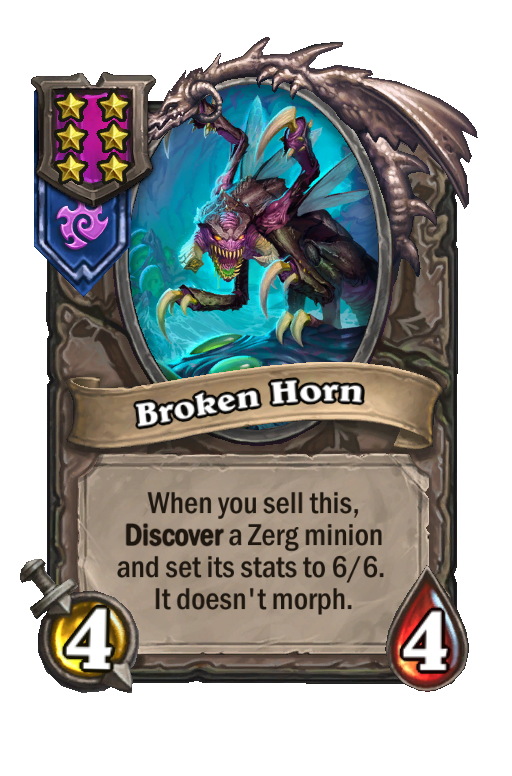 Broken Horn
When you sell this,
Discover a Zerg minion
and set its stats to 6/6.
It doesn't morph.
4
4